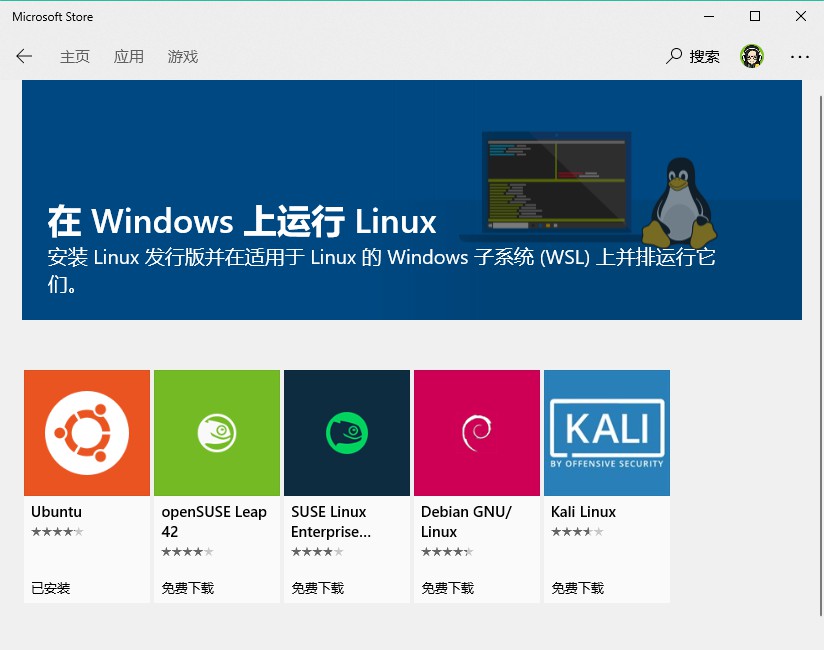 Microsoft Store
主页 应用 游戏 搜索
在 Windows 上运行 Linux
安装 Linux 发行版并在适用于 Linux 的 Windows 子系统 (WSL) 上并排运行它
们。
KALI
BY OFFENSIVE SECURITY
Ubuntu
已安装
openSUSE Leap
42
免费下载
SUSE Linux
Enterprise...
免费下载
Debian GNU/
Linux
免费下载
Kali Linux
免费下载